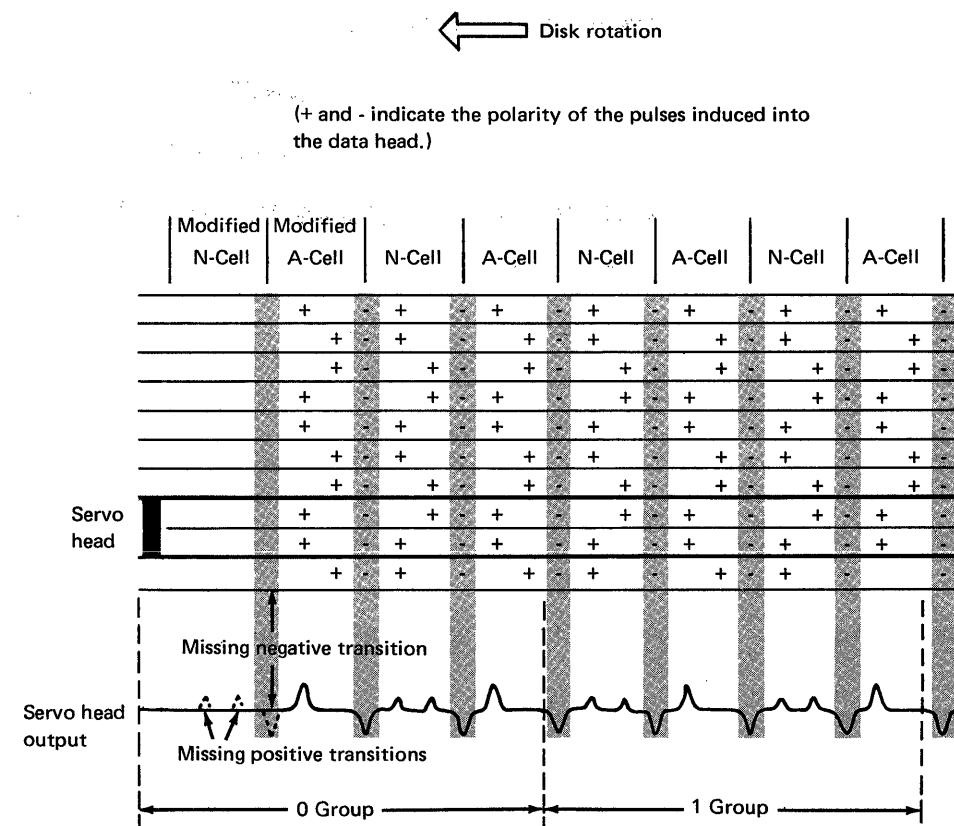 Disk rotation
(+ and - indicate the polarity of the pulses induced into
the data head.)
Modified Modified
N-Cell A-Cell N-Cell A-Cell N-Cell A-Cell N-Cell A-Cell
+ - + - + - + - + - + - + -
+ - + - + - + - + - + - + -
+ - + - + - + - + - + - + -
+ - + - + - + - + - + - + -
+ - + - + - + - + - + - + -
+ - + - + - + - + - + - + -
+ - + - + - + - + - + - + -
Servo
head
+ - + - + - + - + - + - + -
+ - + - + - + - + - + - + -
+ - + - + - + - + - + -
Missing negative transition
Servo head
output
Missing positive transitions
0 Group 1 Group